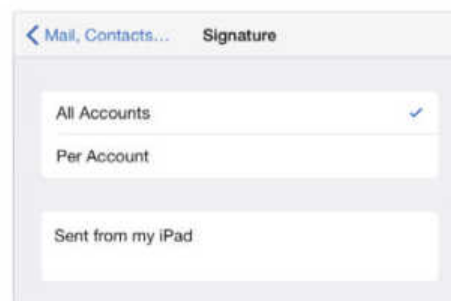 Mail, Contacts... Signature
All Accounts
Per Account
Sent from my iPad